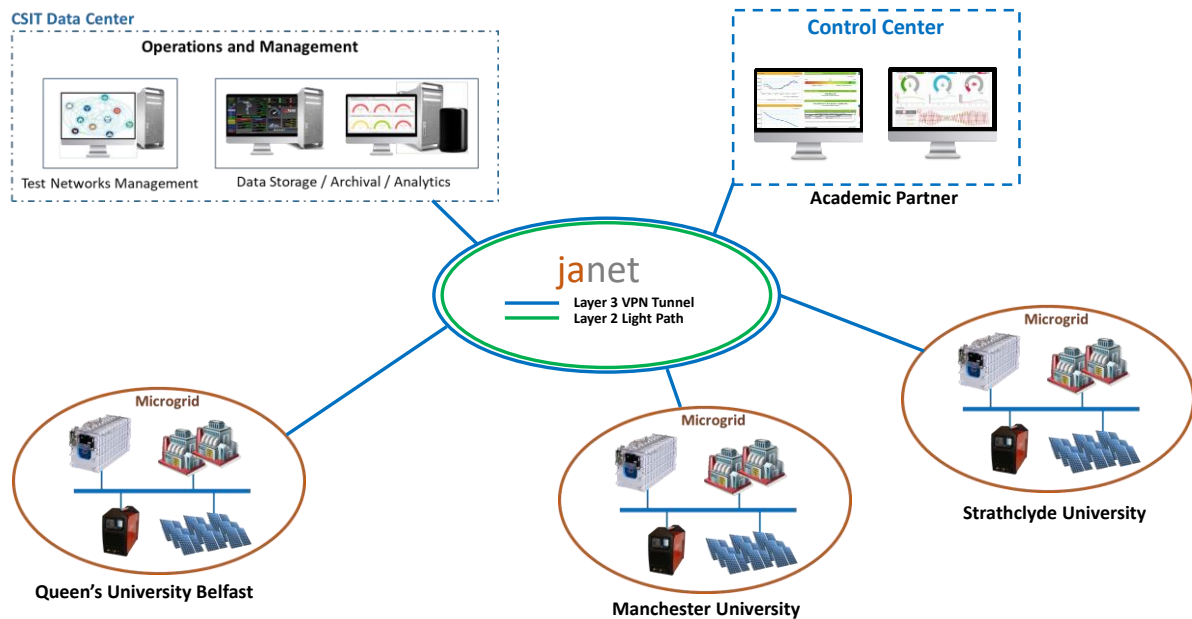 CSIT Data Center
Operations and Management
Test Networks Management
Data Storage / Archival / Analytics
Control Center
Academic Partner
janet
Layer 3 VPN Tunnel
Layer 2 Light Path
Microgrid
Queen's University Belfast
Microgrid
Manchester University
Microgrid
Strathclyde University